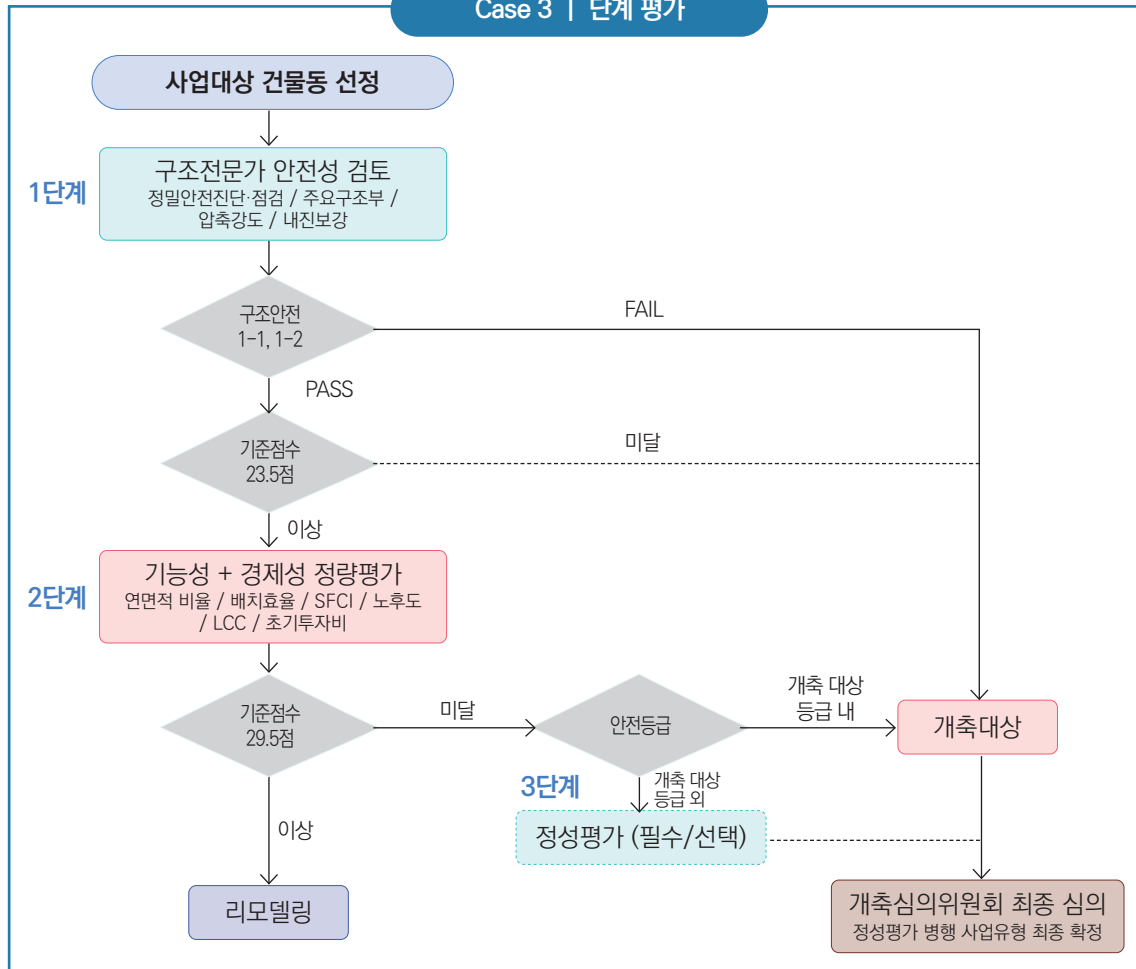 Case 3 | 단계 평가
사업대상 건물동 선정
1단계
구조전문가 안전성 검토
정밀안전진단·점검 / 주요구조부 /
압축강도 / 내진보강
구조안전
1-1, 1-2
FAIL
PASS
기준점수
23.5점
미달
이상
2단계
기능성 + 경제성 정량평가
연면적 비율 / 배치효율 / SFCI / 노후도
/ LCC / 초기투자비
기준점수
29.5점
미달
안전등급
개축 대상
등급 내
개축대상
3단계
개축 대상
등급 외
정성평가 (필수/선택)
이상
리모델링
개축심의위원회 최종 심의
정성평가 병행 사업유형 최종 확정